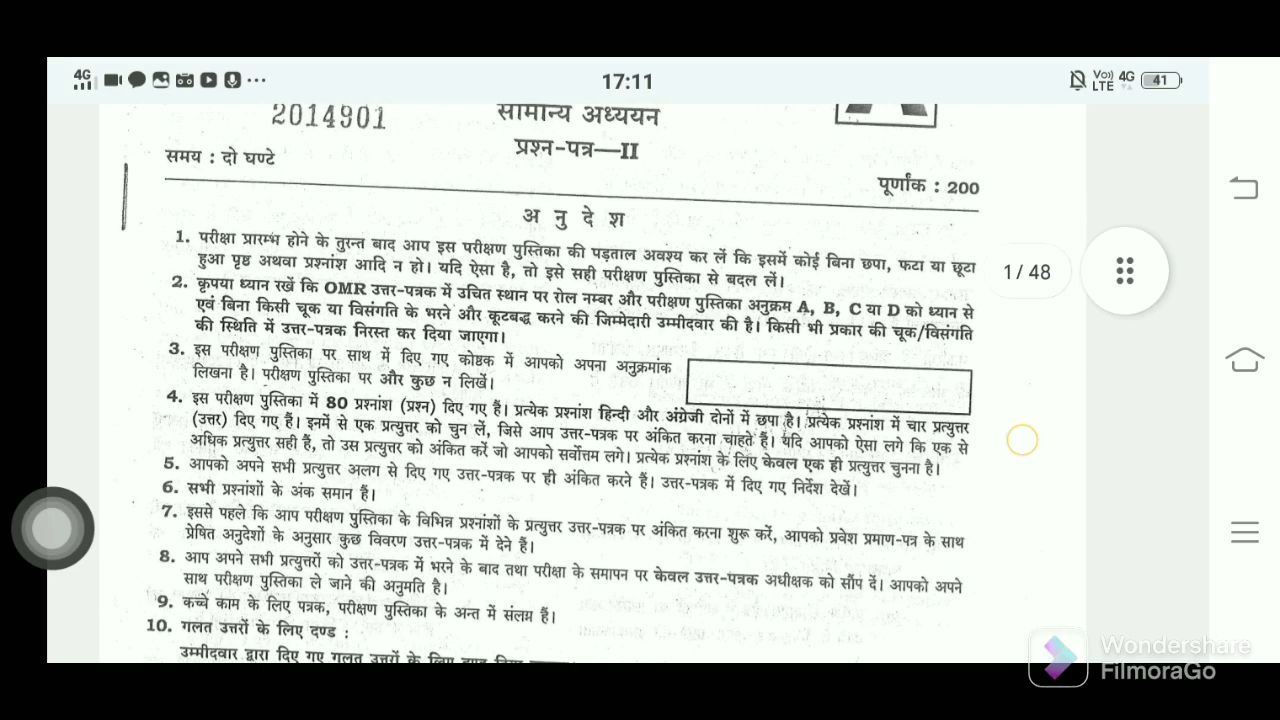 4G
17:11
Vo)) 4G
LTE
41
2014901
सामान्य अध्ययन
प्रश्न-पत्र—II
समय : दो घण्टे
पूर्णांक : 200
अ नु दे श
1. परीक्षा प्रारम्भ होने के तुरन्त बाद आप इस परीक्षण पुस्तिका की पड़ताल अवश्य कर लें कि इसमें कोई बिना छपा, फटा या छूटा
हुआ पृष्ठ अथवा प्रश्नांश आदि न हो। यदि ऐसा है, तो इसे सही परीक्षण पुस्तिका से बदल लें।
1 / 48
2. कृपया ध्यान रखें कि OMR उत्तर-पत्रक में उचित स्थान पर रोल नम्बर और परीक्षण पुस्तिका अनुक्रम A, B, C या D को ध्यान से
एवं बिना किसी चूक या विसंगति के भरने और कूटबद्ध करने की जिम्मेदारी उम्मीदवार की है। किसी भी प्रकार की चूक/विसंगति
की स्थिति में उत्तर-पत्रक निरस्त कर दिया जाएगा।
3. इस परीक्षण पुस्तिका पर साथ में दिए गए कोष्ठक में आपको अपना अनुक्रमांक
लिखना है। परीक्षण पुस्तिका पर और कुछ न लिखें।
4. इस परीक्षण पुस्तिका में 80 प्रश्नांश (प्रश्न) दिए गए हैं। प्रत्येक प्रश्नांश हिन्दी और अंग्रेजी दोनों में छपा है। प्रत्येक प्रश्नांश में चार प्रत्युत्तर
(उत्तर) दिए गए हैं। इनमें से एक प्रत्युत्तर को चुन लें, जिसे आप उत्तर-पत्रक पर अंकित करना चाहते हैं। यदि आपको ऐसा लगे कि एक से
अधिक प्रत्युत्तर सही हैं, तो उस प्रत्युत्तर को अंकित करें जो आपको सर्वोत्तम लगे। प्रत्येक प्रश्नांश के लिए केवल एक ही प्रत्युत्तर चुनना है।
5. आपको अपने सभी प्रत्युत्तर अलग से दिए गए उत्तर-पत्रक पर ही अंकित करने हैं। उत्तर-पत्रक में दिए गए निर्देश देखें।
6. सभी प्रश्नांशों के अंक समान हैं।
7. इससे पहले कि आप परीक्षण पुस्तिका के विभिन्न प्रश्नांशों के प्रत्युत्तर उत्तर-पत्रक पर अंकित करना शुरू करें, आपको प्रवेश प्रमाण-पत्र के साथ
प्रेषित अनुदेशों के अनुसार कुछ विवरण उत्तर-पत्रक में देने हैं।
8. आप अपने सभी प्रत्युत्तरों को उत्तर-पत्रक में भरने के बाद तथा परीक्षा के समापन पर केवल उत्तर-पत्रक अधीक्षक को सौंप दें। आपको अपने
साथ परीक्षण पुस्तिका ले जाने की अनुमति है।
9. कच्चे काम के लिए पत्रक, परीक्षण पुस्तिका के अन्त में संलग्न हैं।
10. गलत उत्तरों के लिए दण्ड :
उम्मीदवार द्वारा दिए गए गलत उत्तरों के लिए दण्ड दिया
Wondershare
FilmoraGo